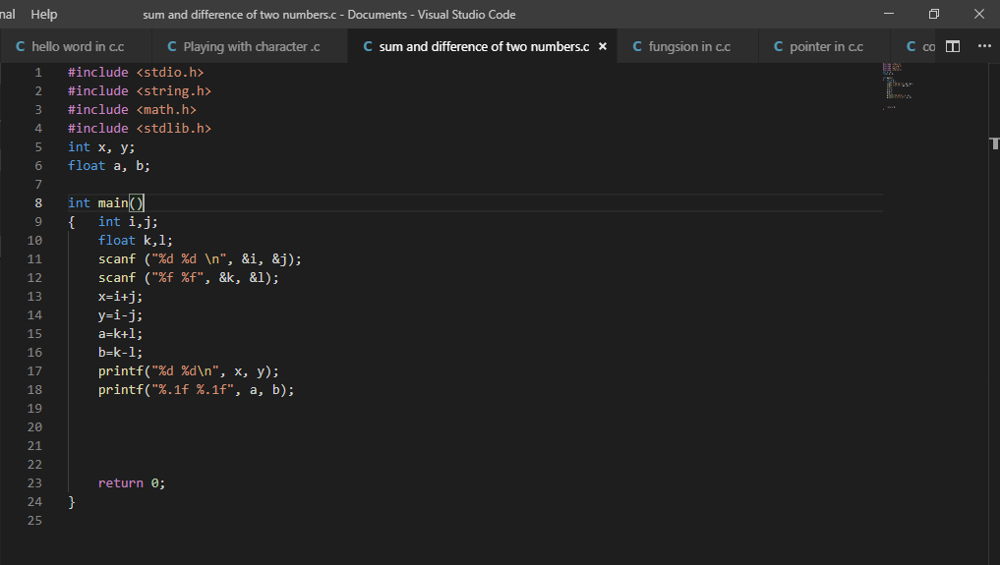 nal Help sum and difference of two numbers.c - Documents - Visual Studio Code
C hello word in c.c C Playing with character .c C sum and difference of two numbers.c × C fungsion in c.c C pointer in c.c C co
1 #include <stdio.h>
2 #include <string.h>
3 #include <math.h>
4 #include <stdlib.h>
5 int x, y;
6 float a, b;
7
8 int main()
9 {   int i,j;
10     float k,l;
11     scanf ("%d %d \n", &i, &j);
12     scanf ("%f %f", &k, &l);
13     x=i+j;
14     y=i-j;
15     a=k+l;
16     b=k-l;
17     printf("%d %d\n", x, y);
18     printf("%.1f %.1f", a, b);
19
20
21
22
23     return 0;
24 }
25